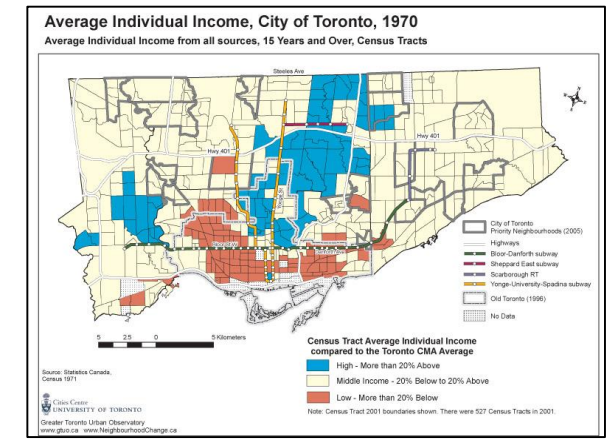 Average Individual Income, City of Toronto, 1970
Average Individual Income from all sources, 15 Years and Over, Census Tracts
Steeles Ave
Hwy 401
Hwy 401
City of Toronto
Priority Neighbourhoods (2005)
Highways
Bloor-Danforth subway
Sheppard East subway
Scarborough RT
Yonge-University-Spadina subway
Old Toronto (1996)
No Data
5 2.5 0 5 Kilometers
Census Tract Average Individual Income
compared to the Toronto CMA Average
High - More than 20% Above
Middle Income - 20% Below to 20% Above
Low - More than 20% Below
Note: Census Tract 2001 boundaries shown. There were 527 Census Tracts in 2001.
Source: Statistics Canada,
Census 1971
Cities Centre
UNIVERSITY OF TORONTO
Greater Toronto Urban Observatory
www.gtuo.ca www.NeighbourhoodChange.ca